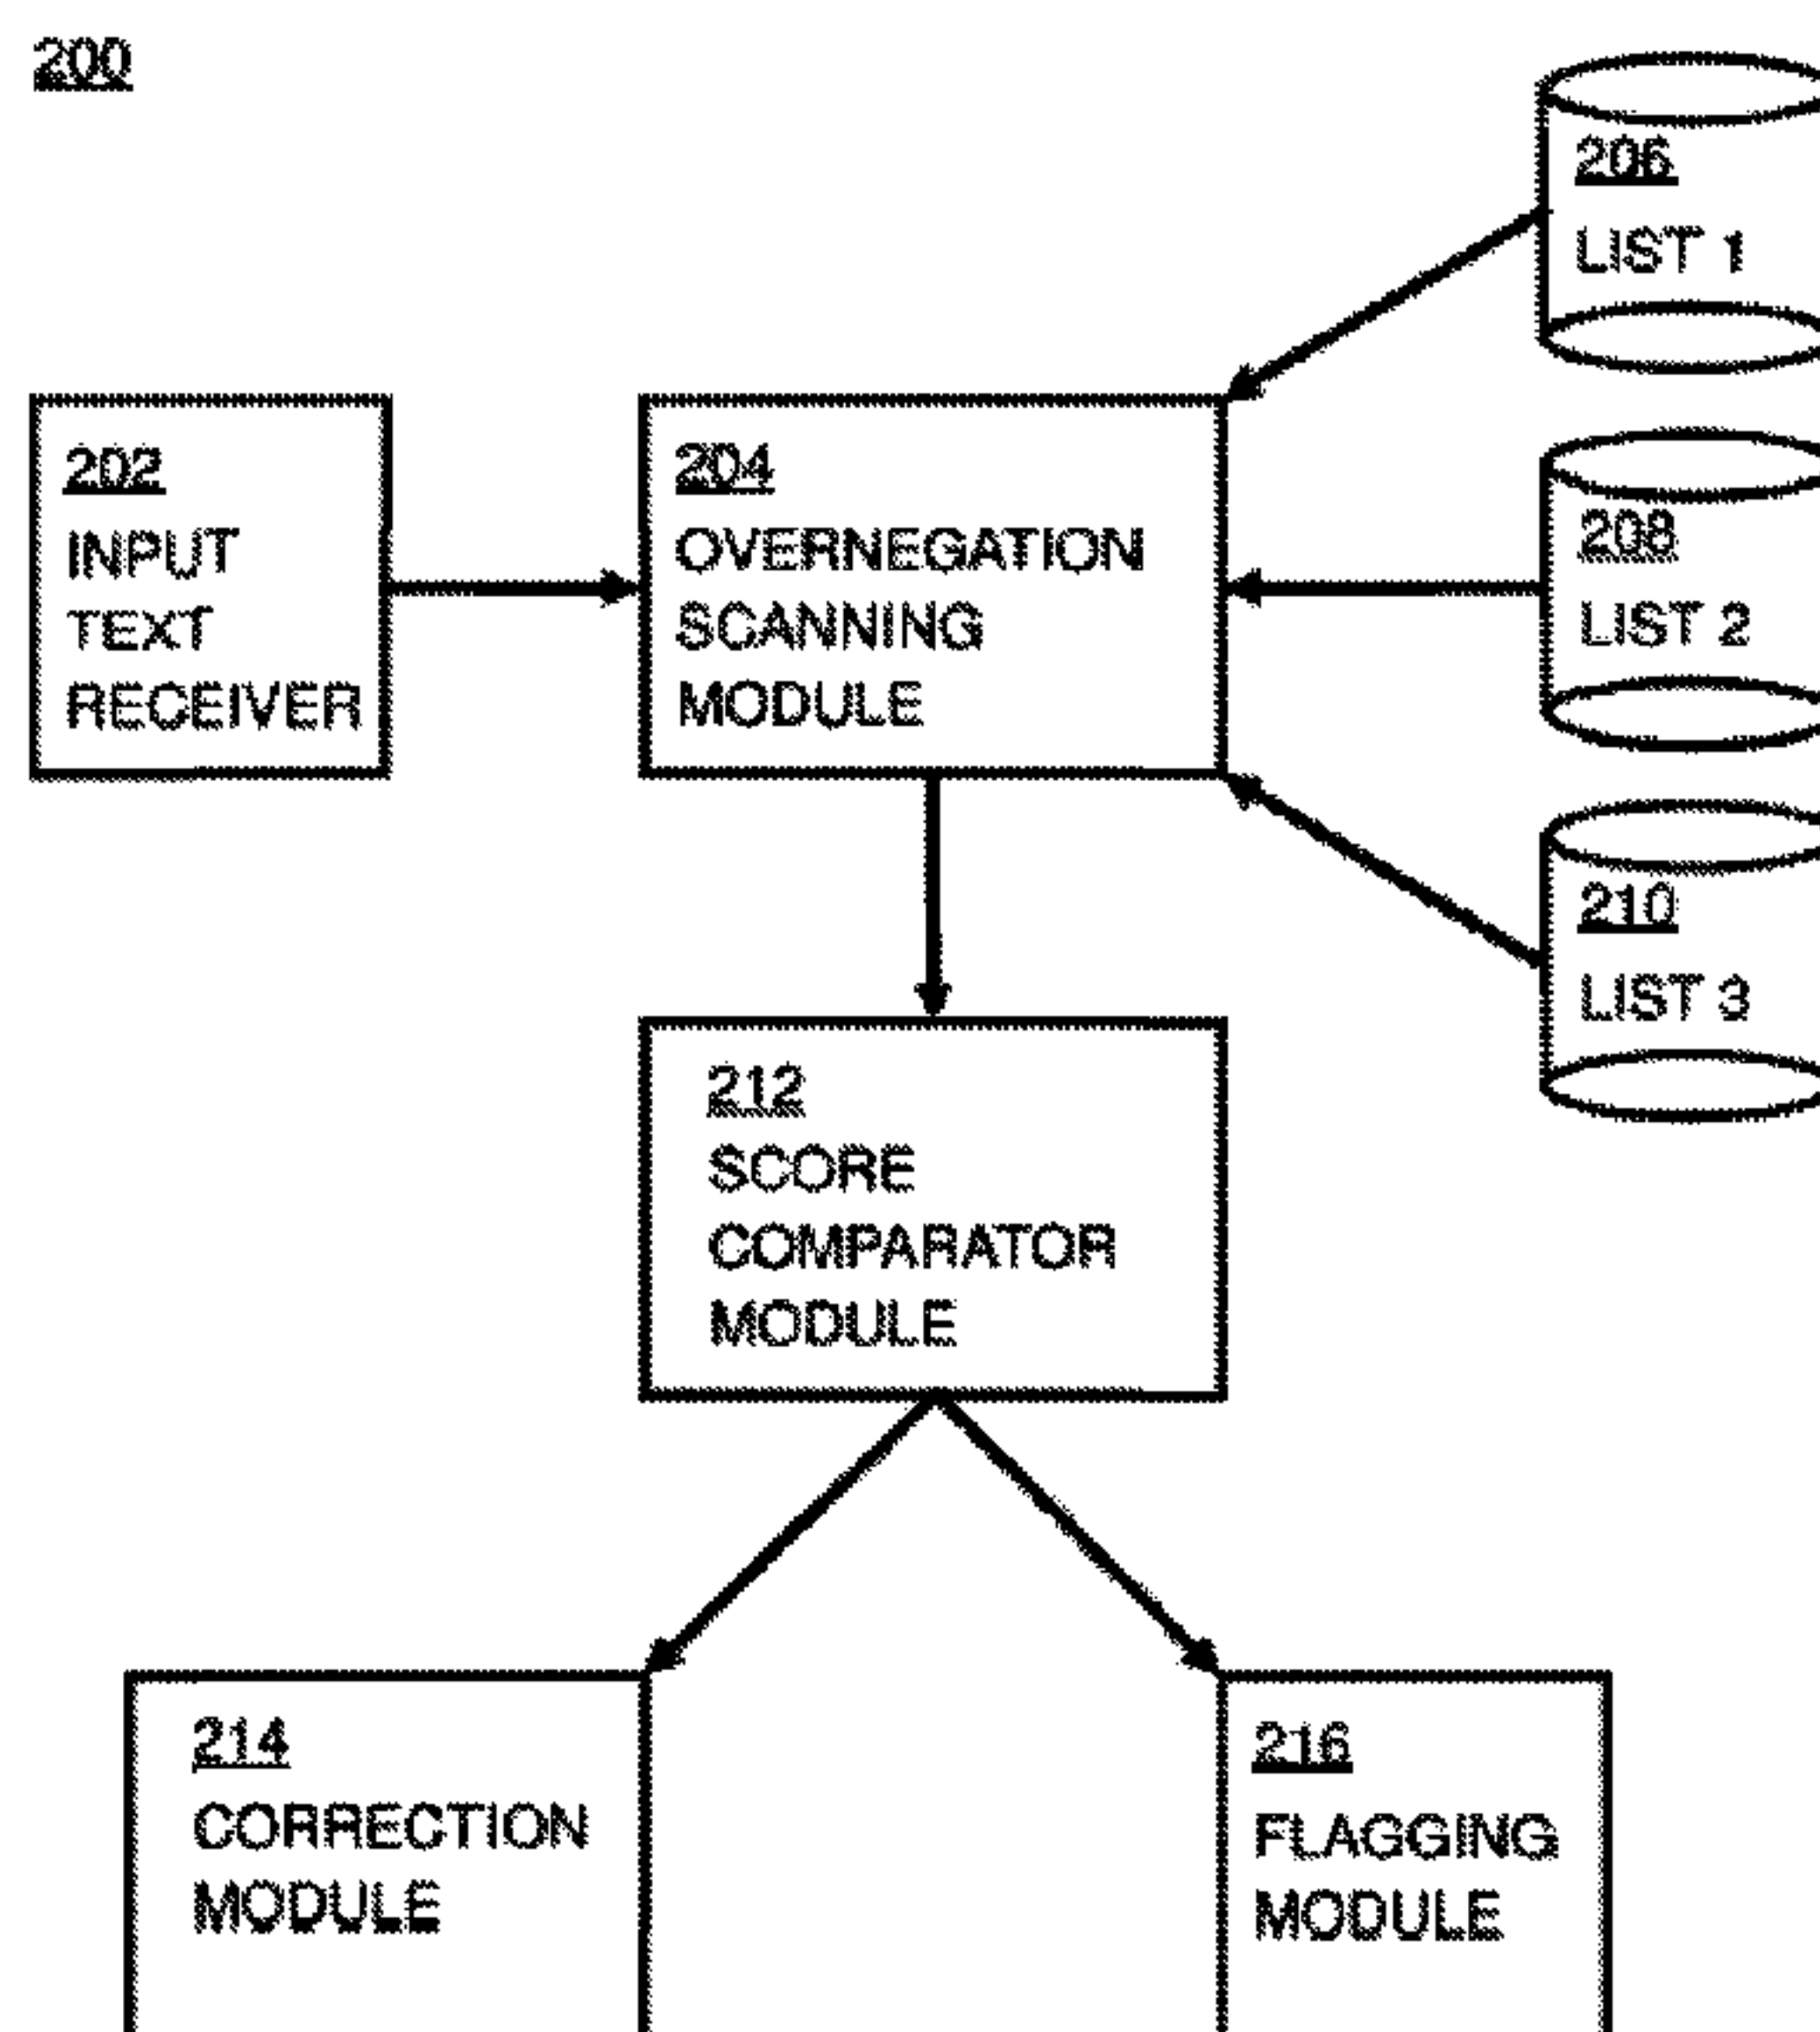 200
206
LIST 1
202
INPUT
TEXT
RECEIVER
204
OVERNEGATION
SCANNING
MODULE
208
LIST 2
210
LIST 3
212
SCORE
COMPARATOR
MODULE
214
CORRECTION
MODULE
216
FLAGGING
MODULE